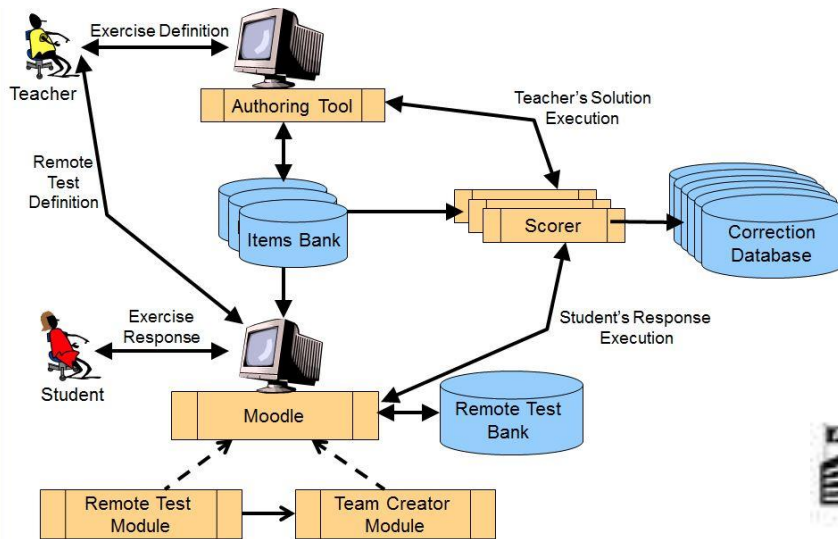 Exercise Definition
Teacher
Authoring Tool
Teacher's Solution
Execution
Remote
Test
Definition
Items Bank
Scorer
Correction
Database
Exercise
Response
Student's Response
Execution
Student
Moodle
Remote Test
Bank
Remote Test
Module
Team Creator
Module